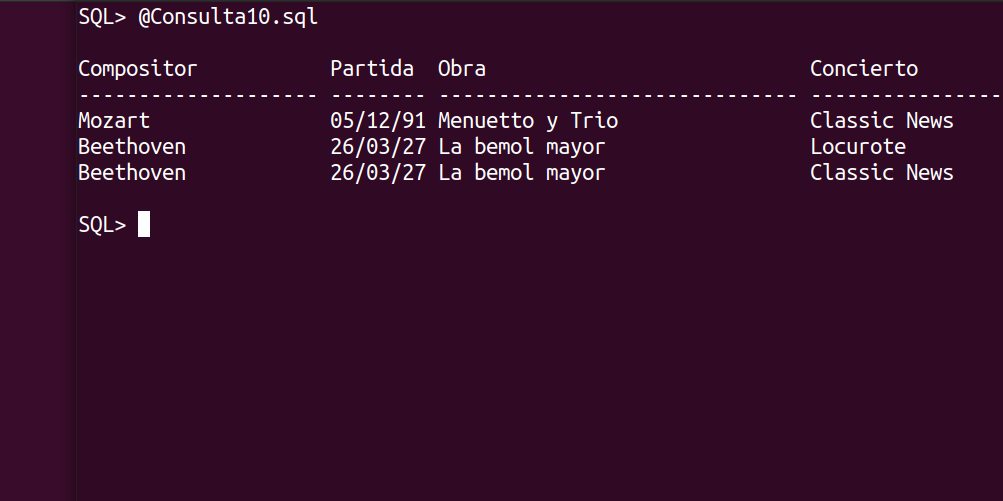 SQL> @Consulta10.sql
Compositor Partida Obra Concierto
-------------------- -------- ------------------------------ ----------------
Mozart 05/12/91 Menuetto y Trio Classic News
Beethoven 26/03/27 La bemol mayor Locurote
Beethoven 26/03/27 La bemol mayor Classic News
SQL>